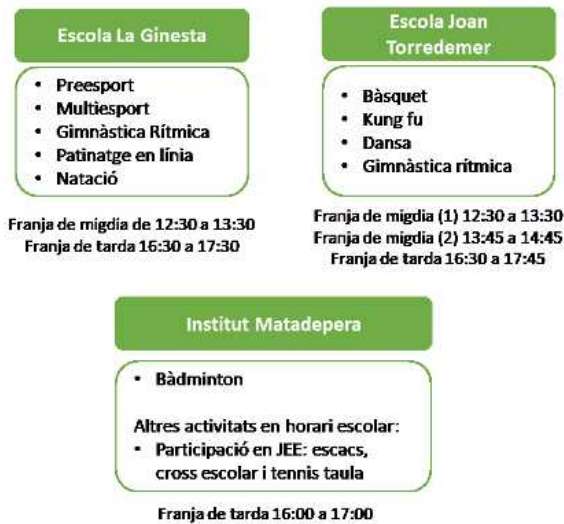 Escola La Ginesta
• Preesport
• Multiesport
• Gimnàstica Rítmica
• Patinatge en línia
• Natació
Franja de migdia de 12:30 a 13:30
Franja de tarda 16:30 a 17:30
Escola Joan
Torredemer
• Bàsquet
• Kung fu
• Dansa
• Gimnàstica rítmica
Franja de migdia (1) 12:30 a 13:30
Franja de migdia (2) 13:45 a 14:45
Franja de tarda 16:30 a 17:45
Institut Matadepera
• Bàdminton
Altres activitats en horari escolar:
• Participació en JEE: escacs,
cross escolar i tennis taula
Franja de tarda 16:00 a 17:00